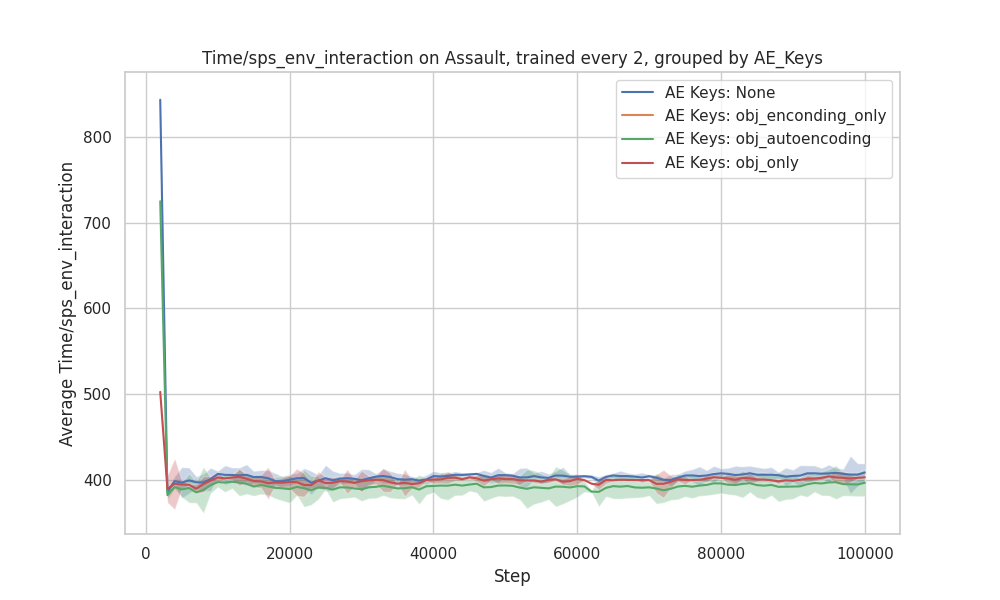 Time/sps_env_interaction on Assault, trained every 2, grouped by AE_Keys
AE Keys: None
AE Keys: obj_enconding_only
AE Keys: obj_autoencoding
AE Keys: obj_only
Average Time/sps_env_interaction
800
700
600
500
400
0
20000
40000
60000
80000
100000
Step